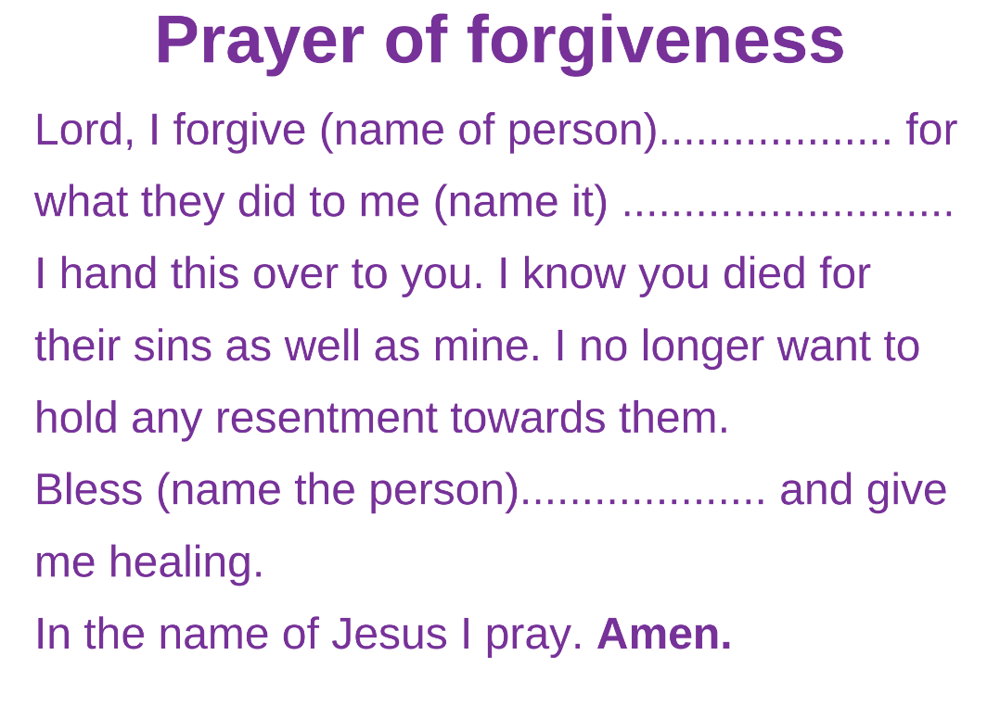 Prayer of forgiveness
Lord, I forgive (name of person)................... for
what they did to me (name it) ...........................
I hand this over to you. I know you died for
their sins as well as mine. I no longer want to
hold any resentment towards them.
Bless (name the person).................... and give
me healing.
In the name of Jesus I pray. Amen.